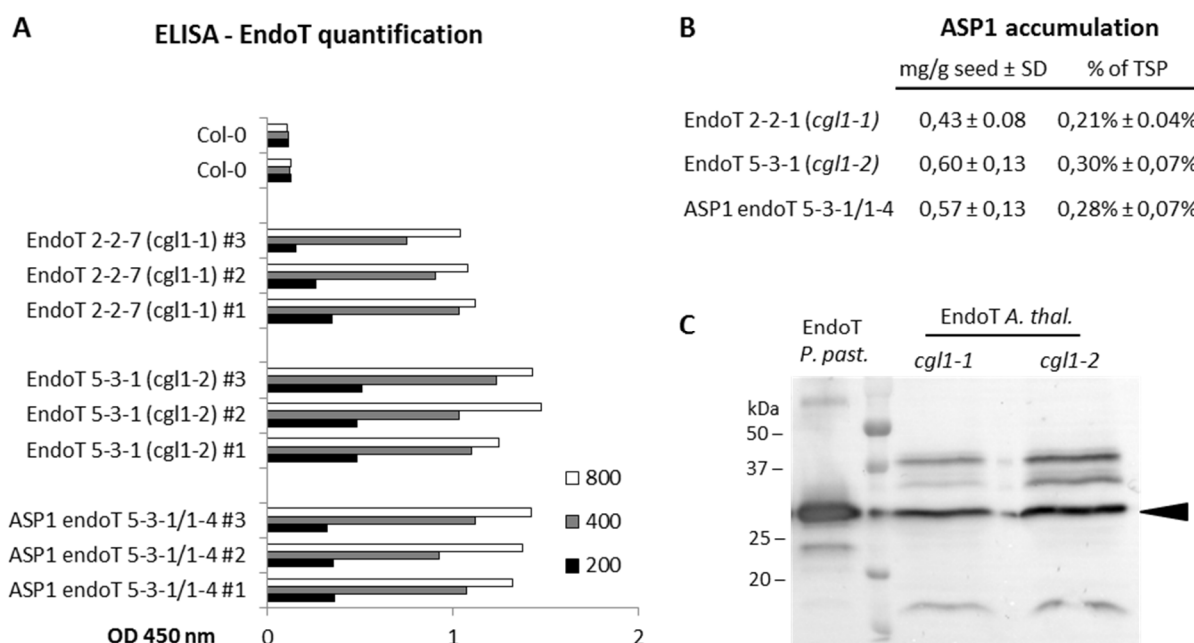 A
ELISA - EndoT quantification
Col-0
Col-0
EndoT 2-2-7 (cgl1-1) #3
EndoT 2-2-7 (cgl1-1) #2
EndoT 2-2-7 (cgl1-1) #1
EndoT 5-3-1 (cgl1-2) #3
EndoT 5-3-1 (cgl1-2) #2
EndoT 5-3-1 (cgl1-2) #1
ASP1 endoT 5-3-1/1-4 #3
ASP1 endoT 5-3-1/1-4 #2
ASP1 endoT 5-3-1/1-4 #1
800
400
200
OD 450 nm
0
1
2
B
ASP1 accumulation
mg/g seed ± SD % of TSP
EndoT 2-2-1 (cgl1-1) 0,43 ± 0.08 0,21% ± 0.04%
EndoT 5-3-1 (cgl1-2) 0,60 ± 0,13 0,30% ± 0,07%
ASP1 endoT 5-3-1/1-4 0,57 ± 0,13 0,28% ± 0,07%
C
EndoT
P. past.
EndoT A. thal.
cgl1-1 cgl1-2
kDa
50
37
25
20